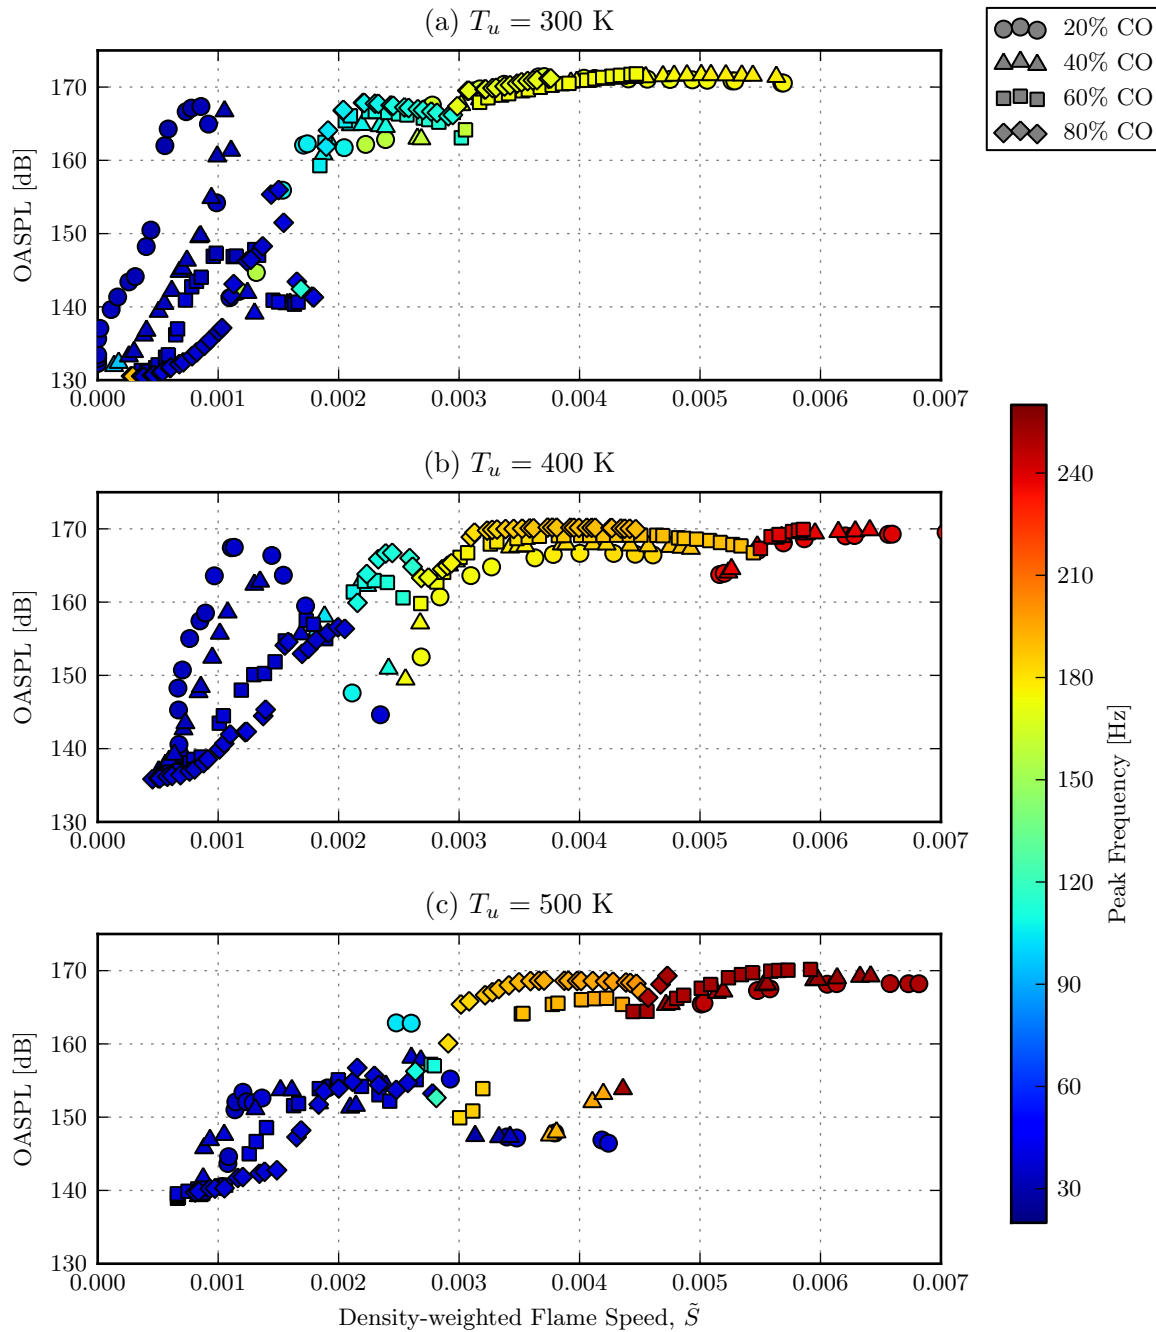 (a) T_u = 300 K
20% CO
40% CO
60% CO
80% CO
OASPL [dB]
170
160
150
140
130
0.000 0.001 0.002 0.003 0.004 0.005 0.006 0.007
(b) T_u = 400 K
OASPL [dB]
170
160
150
140
130
0.000 0.001 0.002 0.003 0.004 0.005 0.006 0.007
(c) T_u = 500 K
OASPL [dB]
170
160
150
140
130
0.000 0.001 0.002 0.003 0.004 0.005 0.006 0.007
Density-weighted Flame Speed, S̃
240
210
180
150
120
90
60
30
Peak Frequency [Hz]